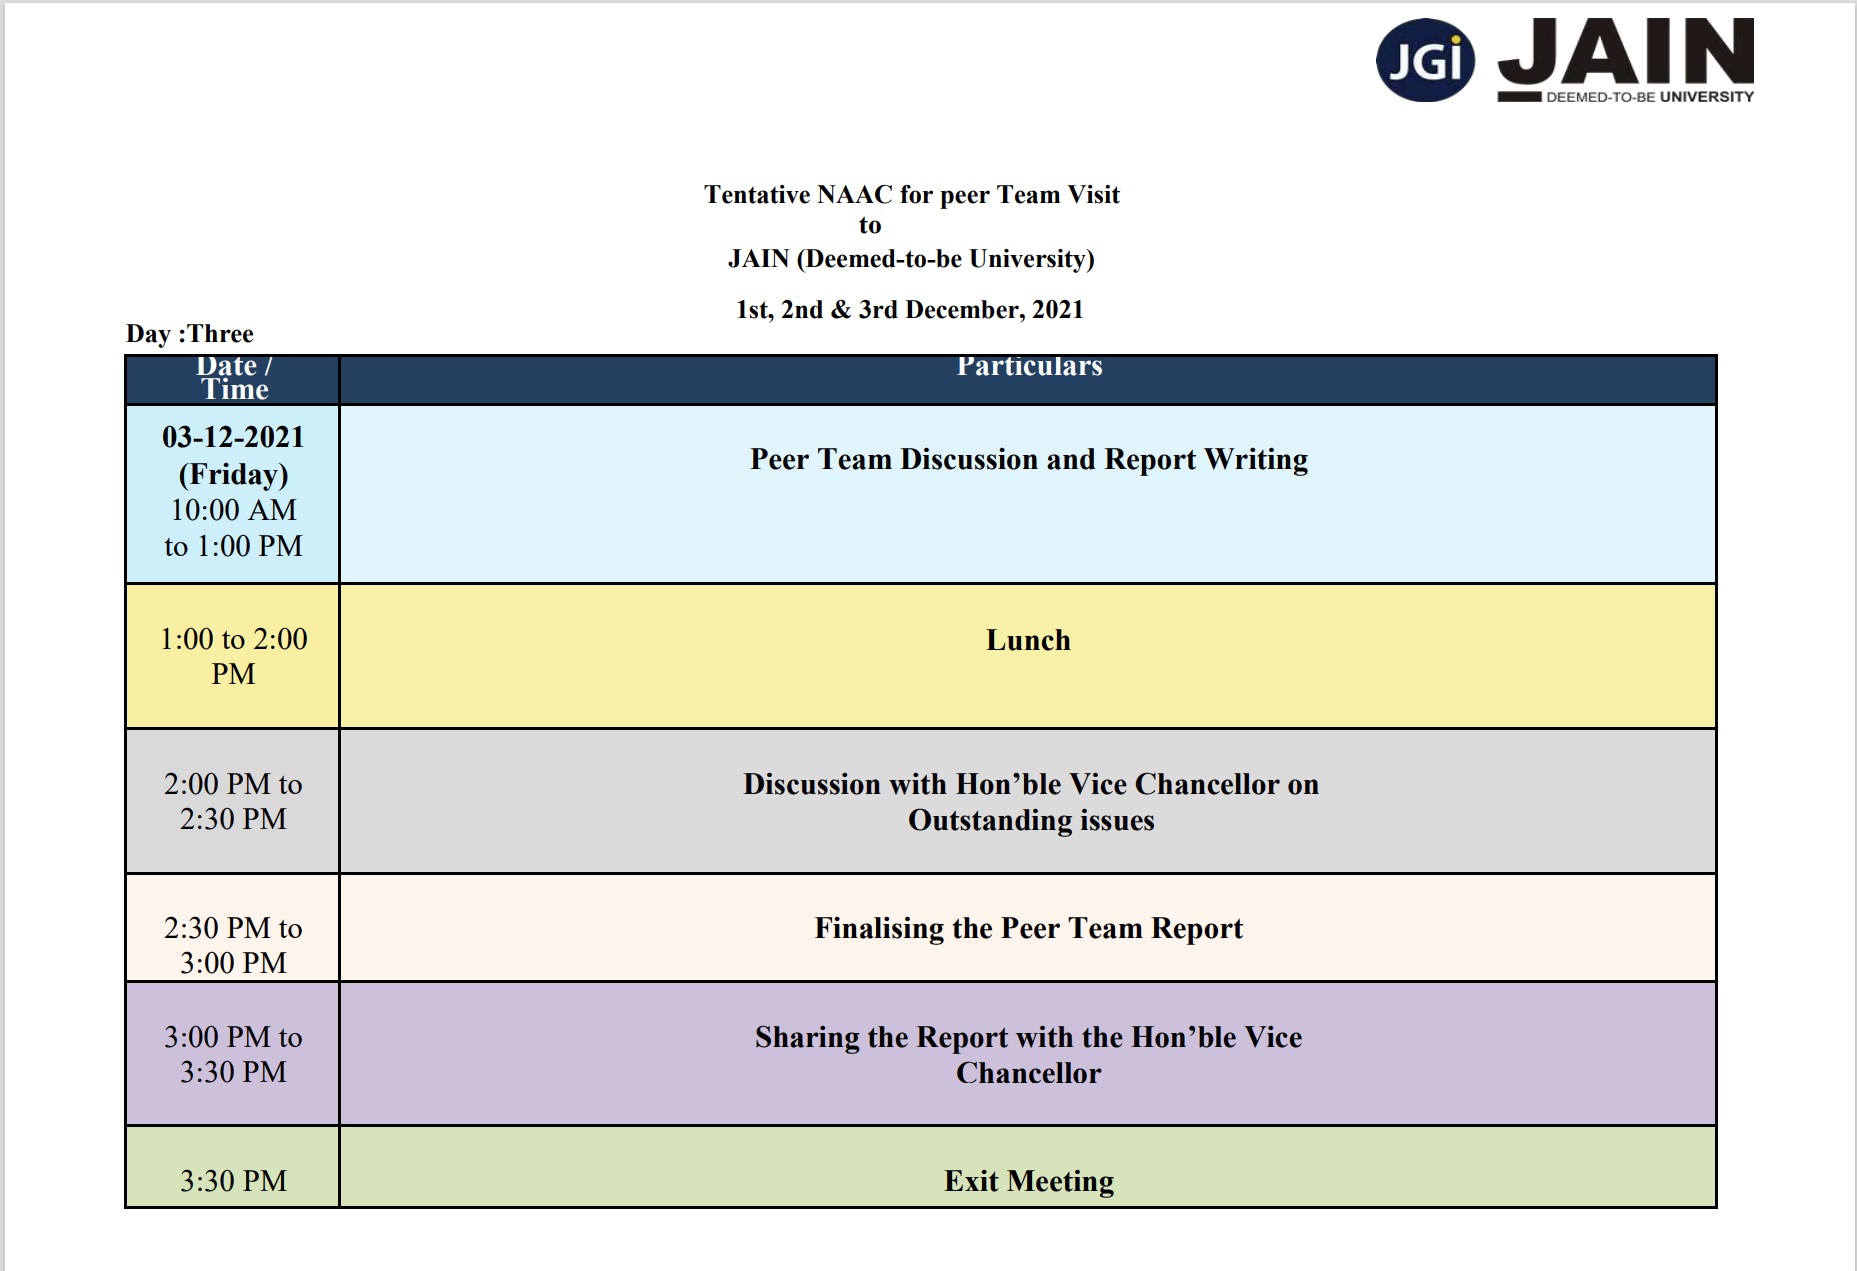 JGi JAIN
DEEMED-TO-BE UNIVERSITY
Tentative NAAC for peer Team Visit
to
JAIN (Deemed-to-be University)
1st, 2nd & 3rd December, 2021
Day :Three
Date /
Time
Particulars
03-12-2021
(Friday)
10:00 AM
to 1:00 PM
Peer Team Discussion and Report Writing
1:00 to 2:00
PM
Lunch
2:00 PM to
2:30 PM
Discussion with Hon’ble Vice Chancellor on
Outstanding issues
2:30 PM to
3:00 PM
Finalising the Peer Team Report
3:00 PM to
3:30 PM
Sharing the Report with the Hon’ble Vice
Chancellor
3:30 PM
Exit Meeting